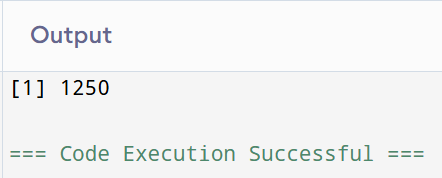 Output
[1] 1250
=== Code Execution Successful ===